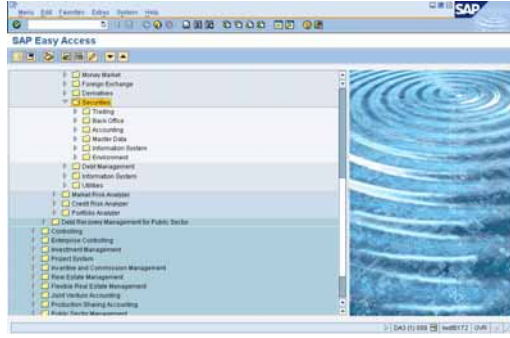 Menu Edit Favorites Extras System Help
SAP
SAP Easy Access
Money Market
Foreign Exchange
Derivatives
Securities
Trading
Back Office
Accounting
Master Data
Information System
Environment
Debt Management
Information System
Utilities
Market Risk Analyzer
Credit Risk Analyzer
Portfolio Analyzer
Debt Recovery Management for Public Sector
Controlling
Enterprise Controlling
Investment Management
Project System
Incentive and Commission Management
Real Estate Management
Flexible Real Estate Management
Joint Venture Accounting
Production Sharing Accounting
Public Sector Management
OVR